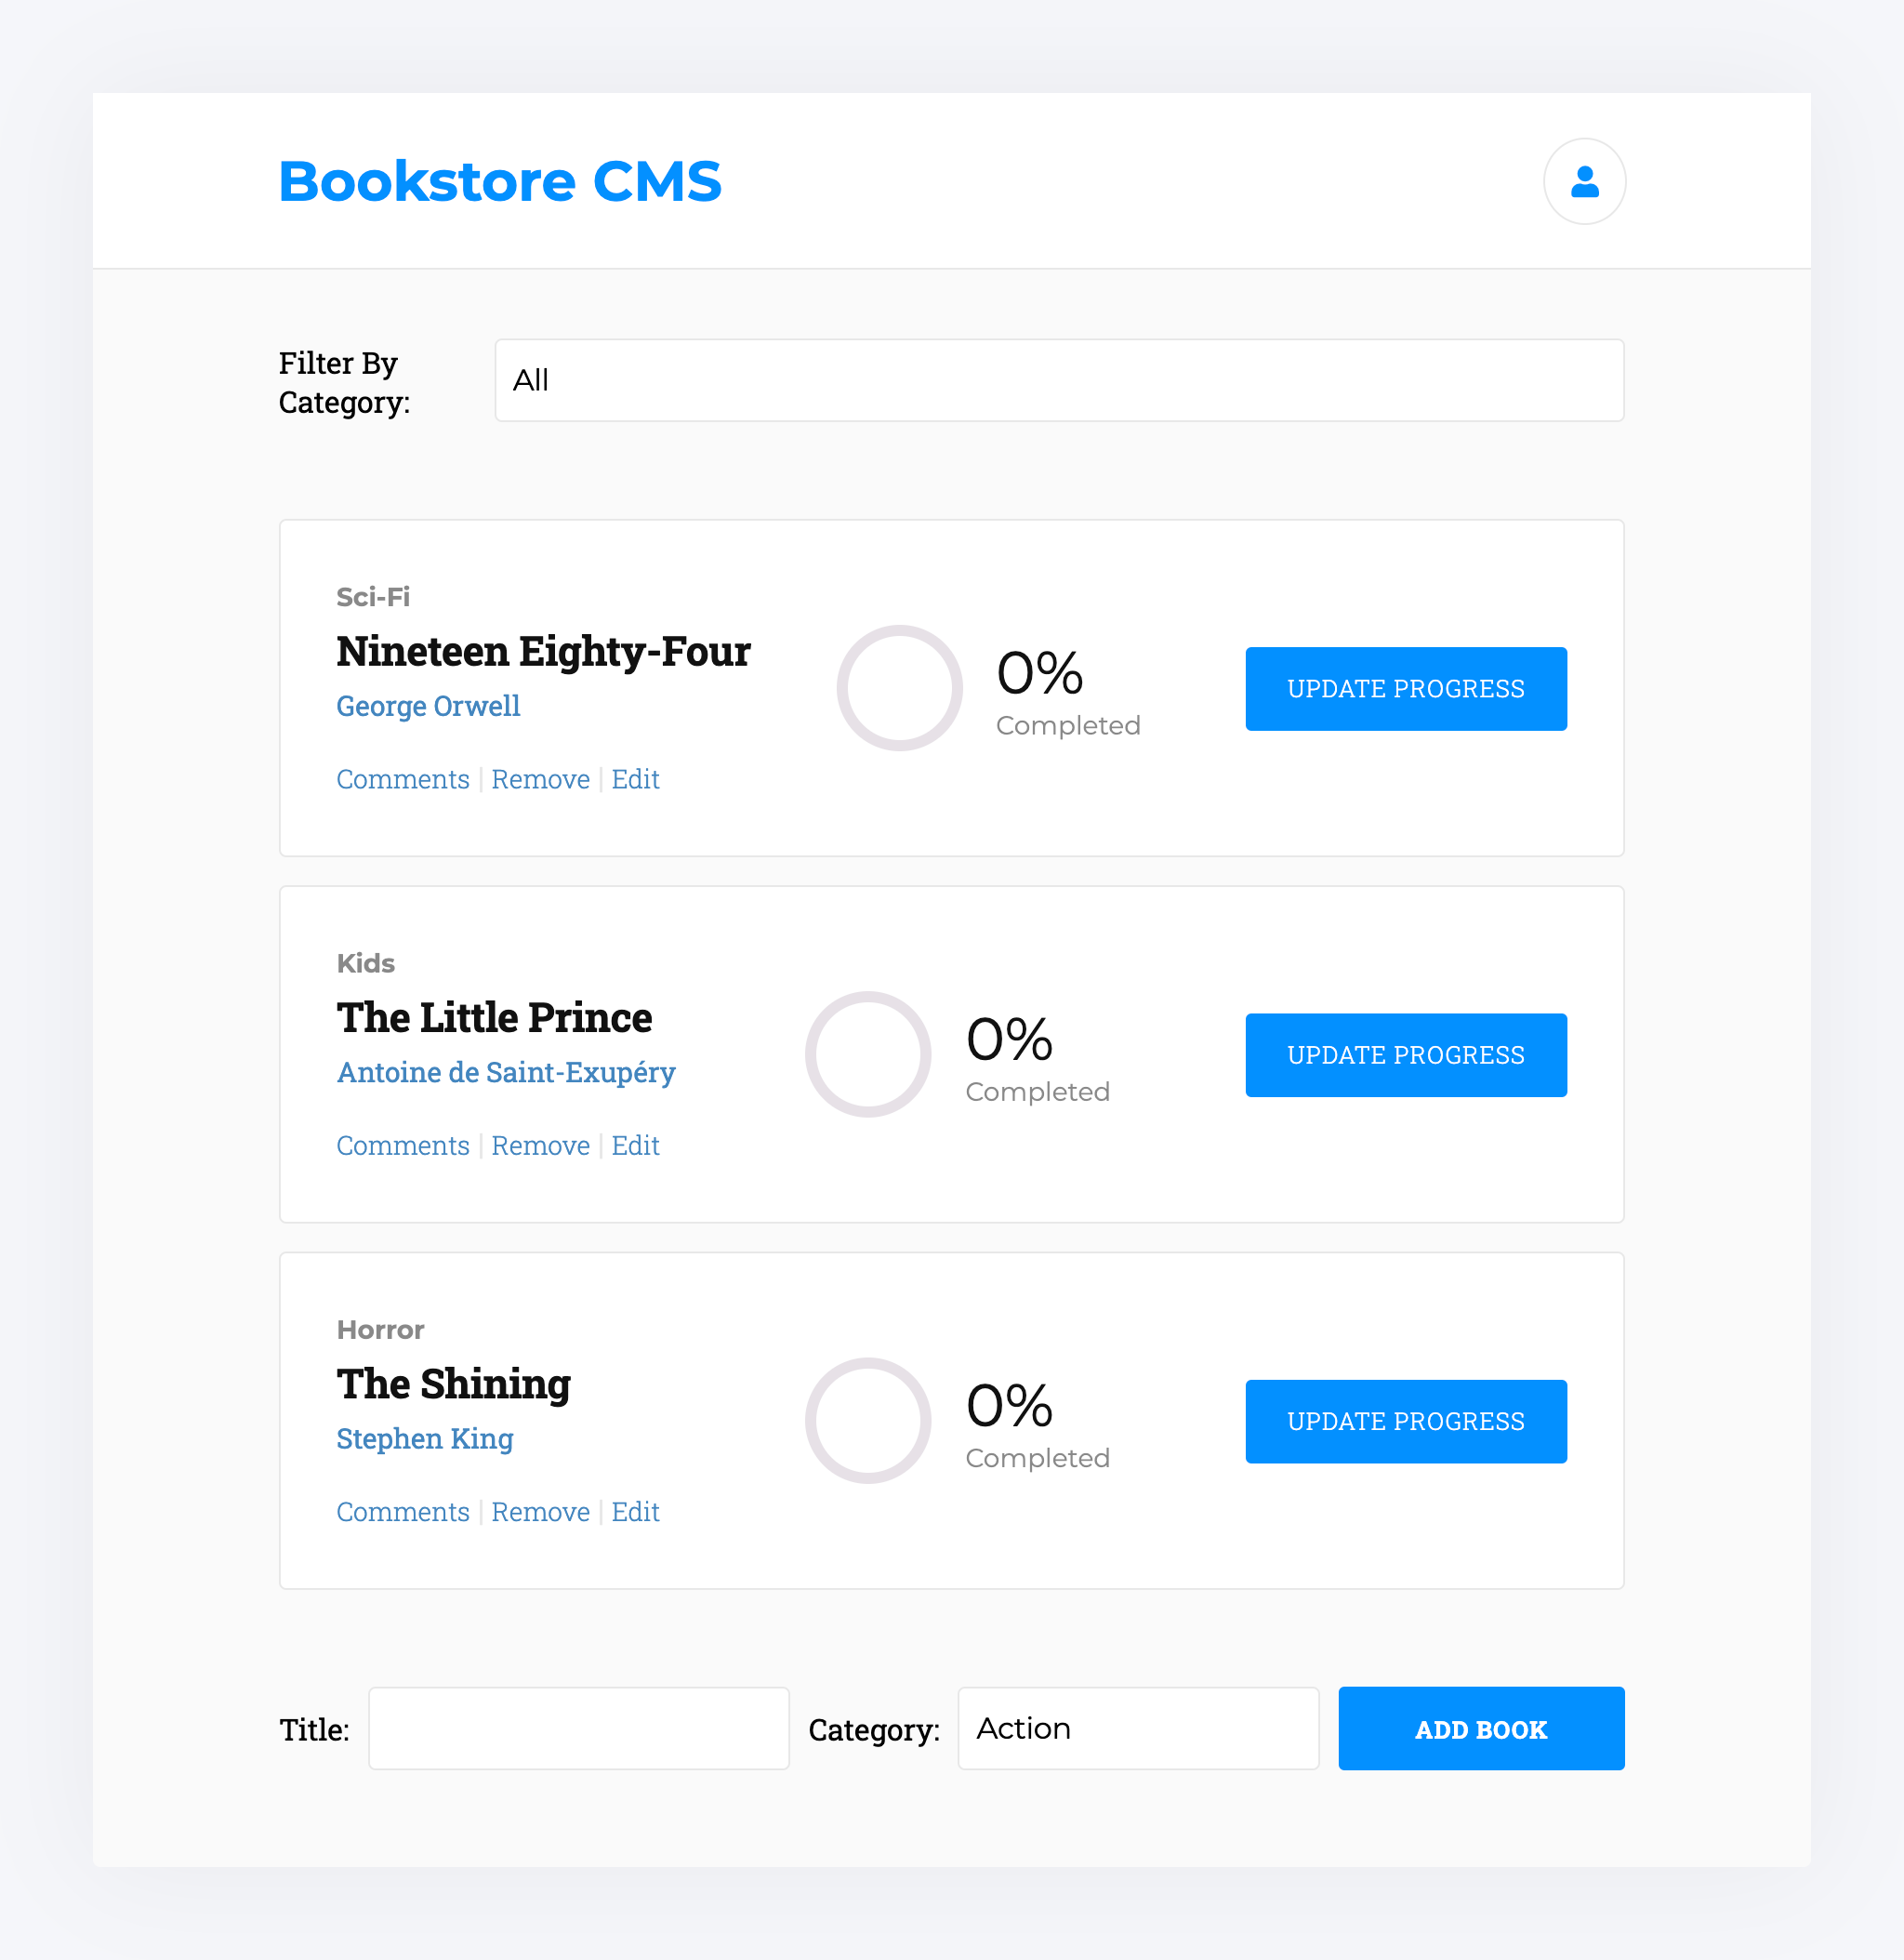 Bookstore CMS
Filter By
Category:
All
Sci-Fi
Nineteen Eighty-Four
George Orwell
Comments | Remove | Edit
0%
Completed
UPDATE PROGRESS
Kids
The Little Prince
Antoine de Saint-Exupéry
Comments | Remove | Edit
0%
Completed
UPDATE PROGRESS
Horror
The Shining
Stephen King
Comments | Remove | Edit
0%
Completed
UPDATE PROGRESS
Title:
Category:
Action
ADD BOOK